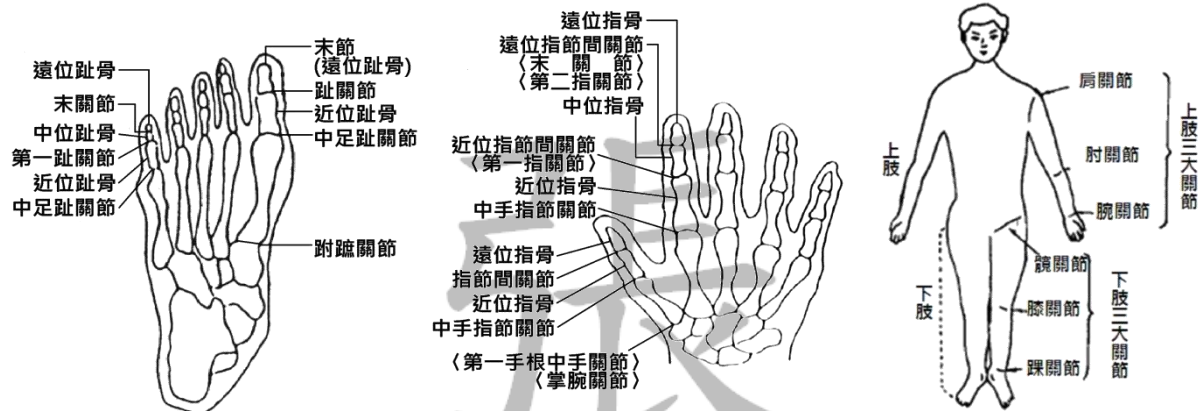 遠位趾骨
末關節
中位趾骨
第一趾關節
近位趾骨
中足趾關節
末節
(遠位趾骨)
趾關節
近位趾骨
中足趾關節
跗蹠關節
遠位指骨
遠位指節間關節
〈末關節〉
〈第二指關節〉
中位指骨
近位指節間關節
〈第一指關節〉
近位指骨
中手指節關節
遠位指骨
指節間關節
近位指骨
中手指節關節
〈第一手根中手關節〉
〈掌腕關節〉
上肢
下肢
肩關節
肘關節
腕關節
上肢三大關節
髖關節
膝關節
踝關節
下肢三大關節